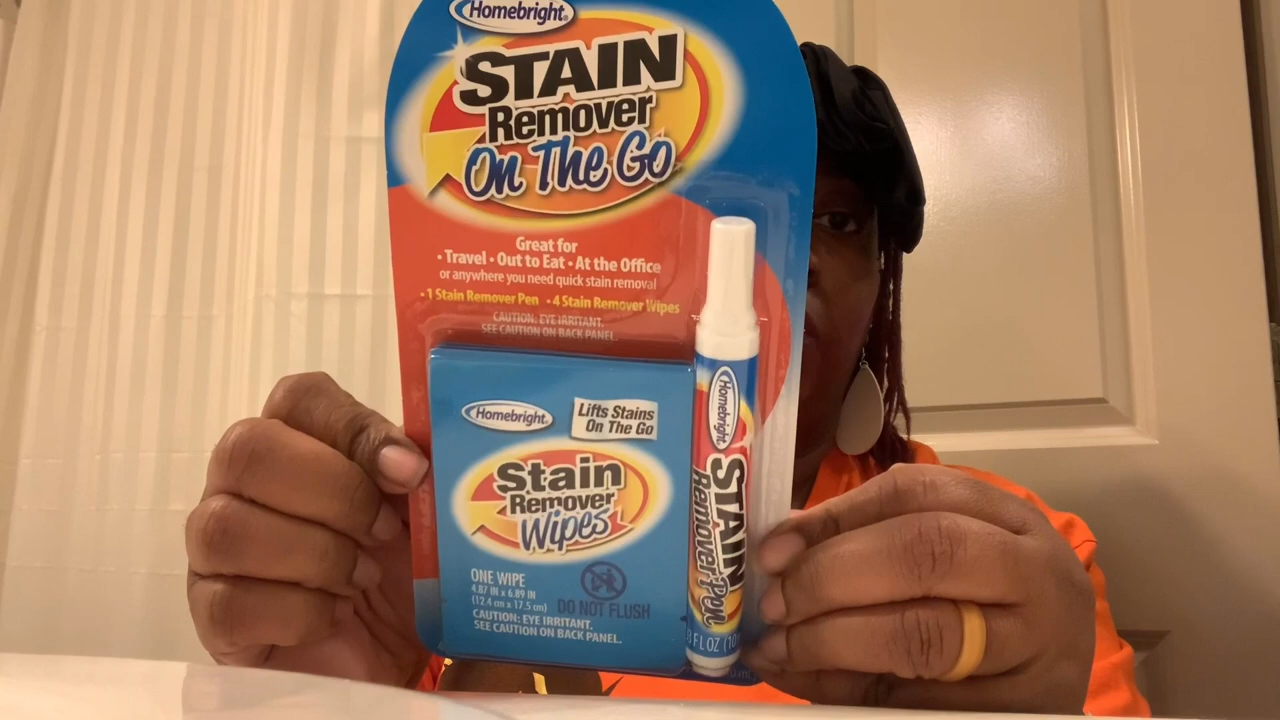 Homebright®
STAIN
Remover
On The Go
Great for
• Travel • Out to Eat • At the Office
or anywhere you need quick stain removal
• 1 Stain Remover Pen • 4 Stain Remover Wipes
CAUTION: EYE IRRITANT.
SEE CAUTION ON BACK PANEL.
Homebright®
Lifts Stains
On The Go
Stain
Remover
Wipes
ONE WIPE
4.87 IN x 6.89 IN
(12.4 cm x 17.5 cm)
DO NOT FLUSH
CAUTION: EYE IRRITANT.
SEE CAUTION ON BACK PANEL.
Homebright®
STAIN
Remover Pen
FL OZ (10